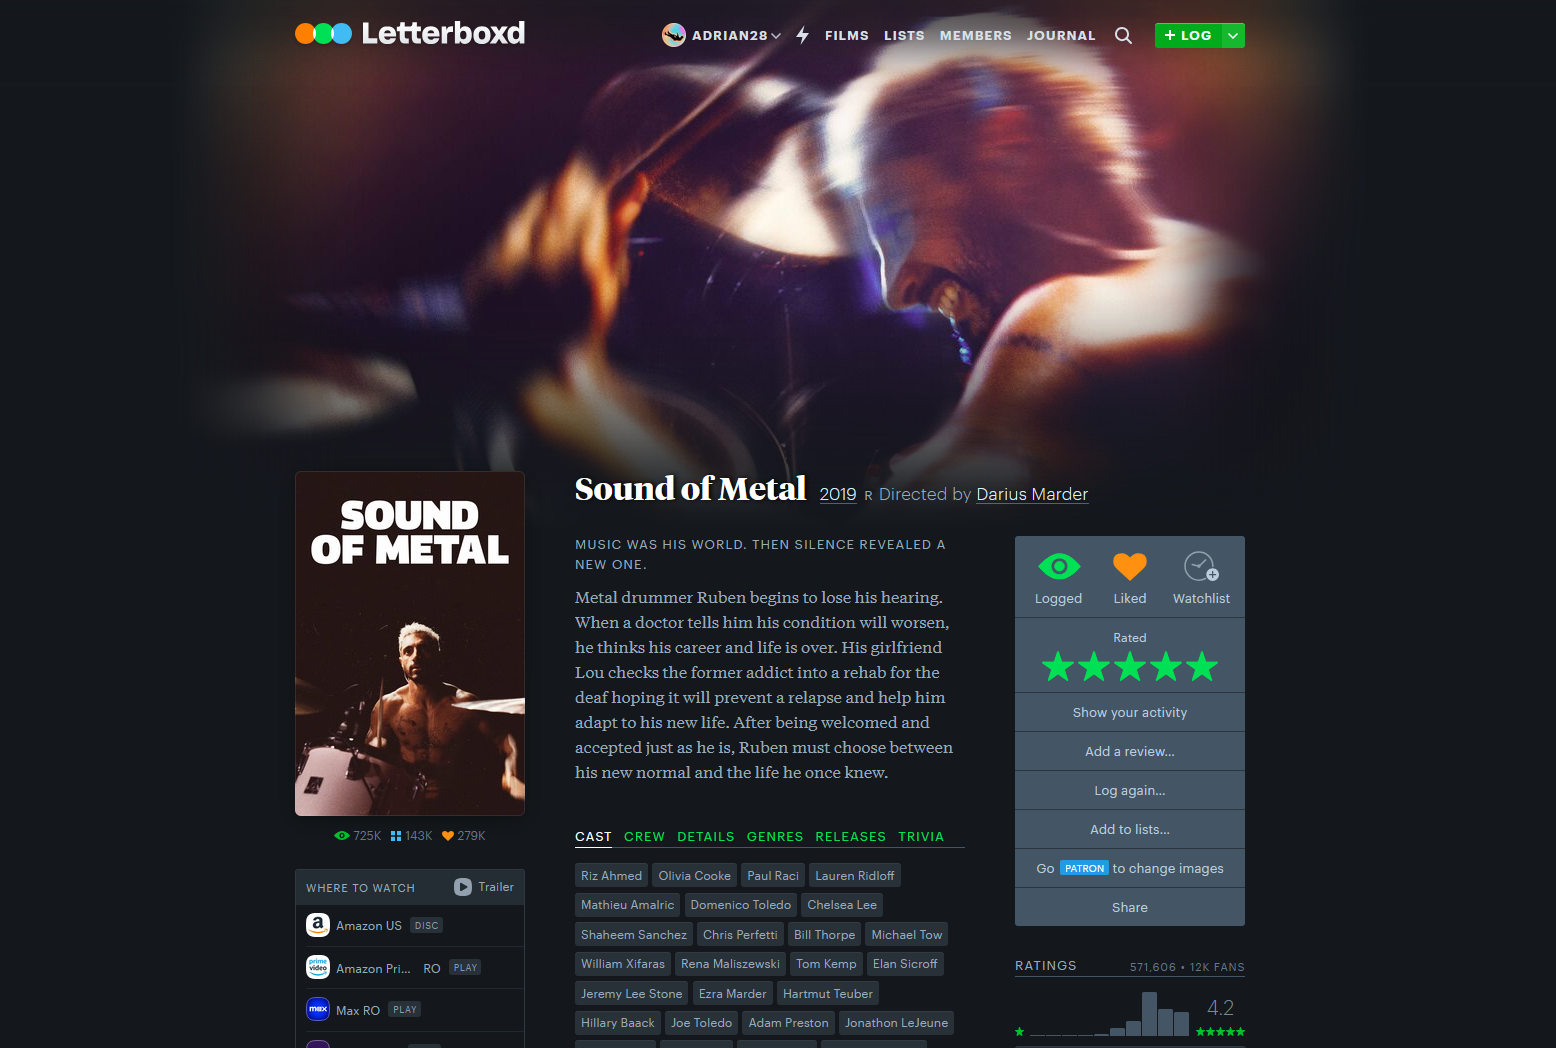 Letterboxd
ADRIAN28 FILMS LISTS MEMBERS JOURNAL + LOG
SOUND
OF METAL
725K 143K 279K
WHERE TO WATCH Trailer
Amazon US DISC
prime video
Amazon Pri... RO PLAY
max
Max RO PLAY
Sound of Metal 2019 R Directed by Darius Marder
MUSIC WAS HIS WORLD. THEN SILENCE REVEALED A
NEW ONE.
Metal drummer Ruben begins to lose his hearing.
When a doctor tells him his condition will worsen,
he thinks his career and life is over. His girlfriend
Lou checks the former addict into a rehab for the
deaf hoping it will prevent a relapse and help him
adapt to his new life. After being welcomed and
accepted just as he is, Ruben must choose between
his new normal and the life he once knew.
CAST CREW DETAILS GENRES RELEASES TRIVIA
Riz Ahmed Olivia Cooke Paul Raci Lauren Ridloff
Mathieu Amalric Domenico Toledo Chelsea Lee
Shaheem Sanchez Chris Perfetti Bill Thorpe Michael Tow
William Xifaras Rena Maliszewski Tom Kemp Elan Sicroff
Jeremy Lee Stone Ezra Marder Hartmut Teuber
Hillary Baack Joe Toledo Adam Preston Jonathon LeJeune
Logged Liked Watchlist
Rated
Show your activity
Add a review...
Log again...
Add to lists...
Go PATRON to change images
Share
RATINGS 571,606 • 12K FANS
4.2